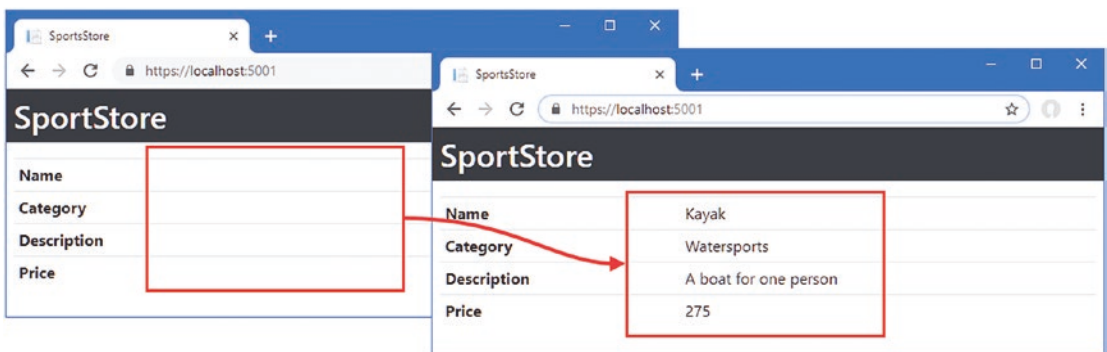 SportsStore
https://localhost:5001
SportStore
Name
Category
Description
Price
SportsStore
https://localhost:5001
SportStore
Name Kayak
Category Watersports
Description A boat for one person
Price 275